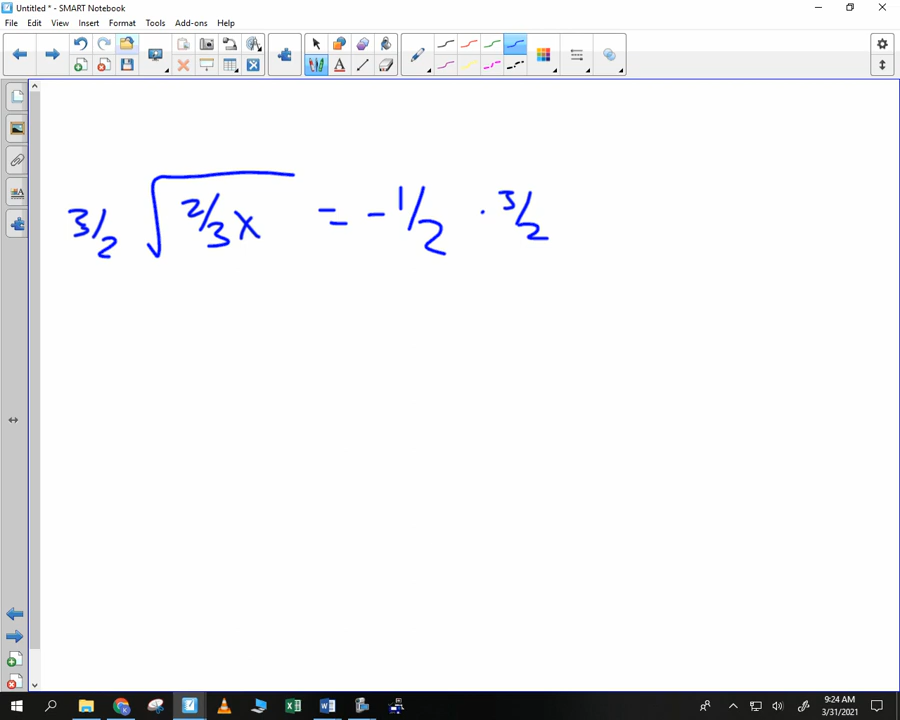 Untitled * - SMART Notebook
File Edit View Insert Format Tools Add-ons Help
3/2 √(2/3 x) = - 1/2 · 3/2
9:24 AM
3/31/2021